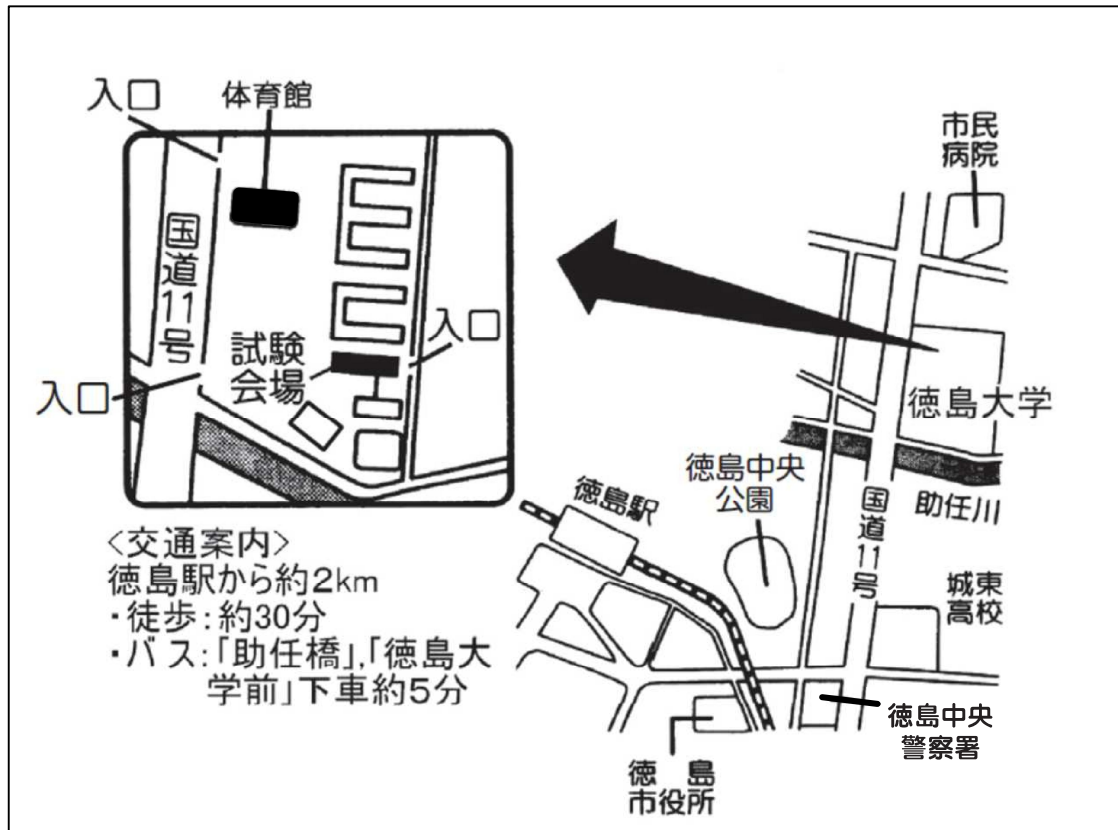 入口
体育館
国道11号
試験
会場
入口
入口
〈交通案内〉
徳島駅から約2km
・徒歩：約30分
・バス：「助任橋」,「徳島大
学前」下車約5分
市民
病院
徳島大学
徳島中央
公園
徳島駅
助任川
国道11号
城東
高校
徳島中央
警察署
徳島
市役所